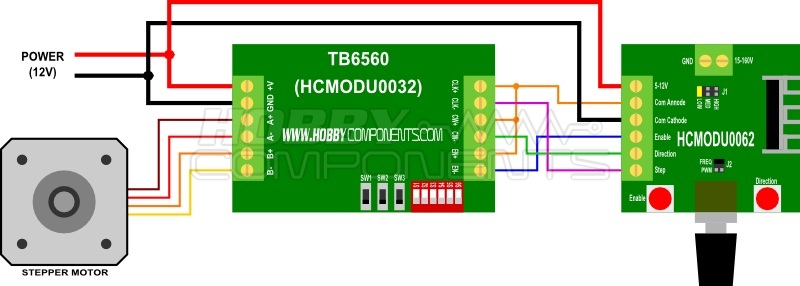 POWER
(12V)
STEPPER MOTOR
TB6560
(HCMODU0032)
WWW.HOBBYCOMPONENTS.COM
HOBBY
COMPONENTS
+V
GND
A+
A-
B+
B-
CLK+
CLK-
CW+
CW-
EN+
EN-
SW1 SW2 SW3
S1 S2 S3 S4 S5 S6
GND 15-160V
5-12V
Com Annode
Com Cathode
Enable
Direction
Step
LOW MED HIGH J1
HCMODU0062
FREQ
PWM
J2
Enable
Direction